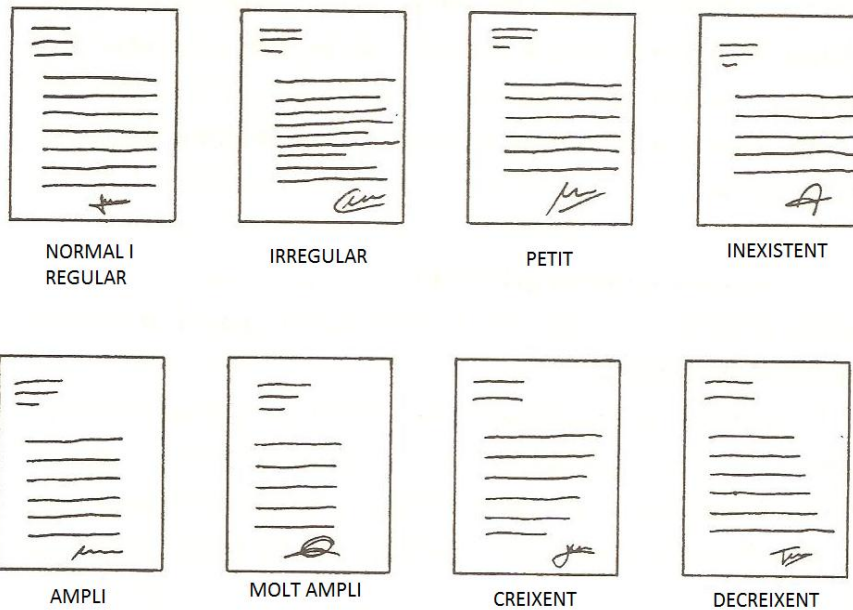 NORMAL I
REGULAR
IRREGULAR
PETIT
INEXISTENT
AMPLI
MOLT AMPLI
CREIXENT
DECREIXENT